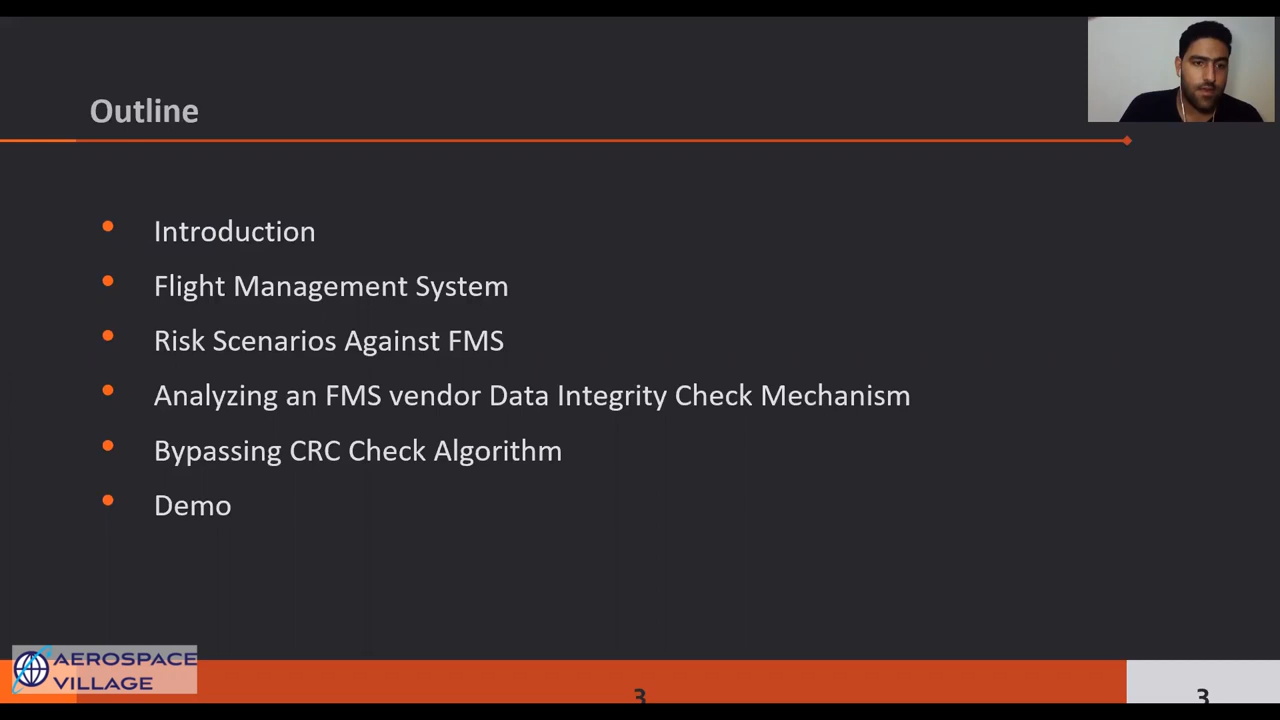 Outline
Introduction
Flight Management System
Risk Scenarios Against FMS
Analyzing an FMS vendor Data Integrity Check Mechanism
Bypassing CRC Check Algorithm
Demo
AEROSPACE
VILLAGE
3
3